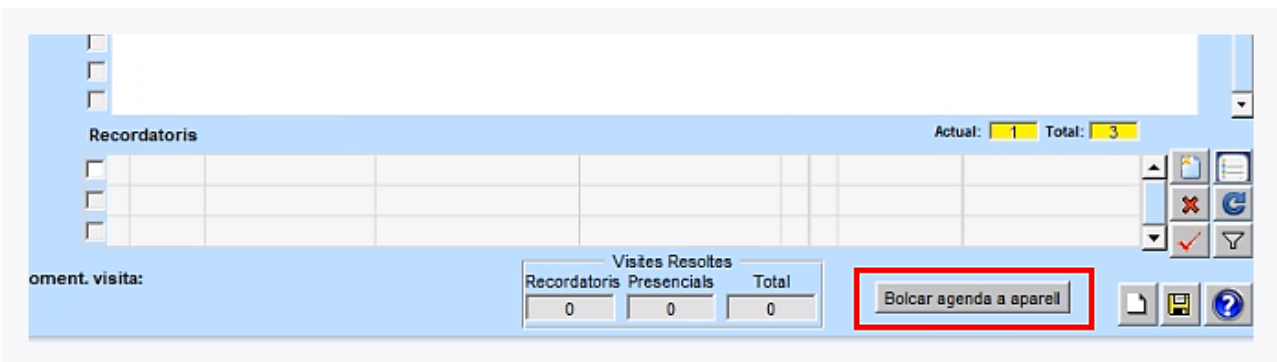 Recordatoris
Actual: 1 Total: 3
Visites Resoltes
oment. visita:
Recordatoris Presencials Total
0 0 0
Bolcar agenda a aparell